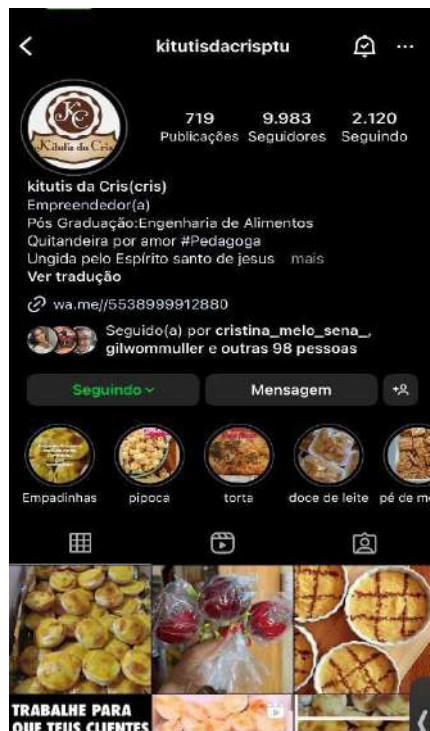 kitutisdacrisptu
KC
Kitutis da Cris
719
9.983
2.120
Publicações
Seguidores
Seguindo
kitutis da Cris(cris)
Empreendedor(a)
Pós Graduação:Engenharia de Alimentos
Quitandeira por amor #Pedagoga
Ungida pelo Espírito santo de jesus mais
Ver tradução
wa.me//5538999912880
Seguido(a) por cristina_melo_sena_,
gilwommuller e outras 98 pessoas
Seguindo
Mensagem
Empadinhas
pipoca
torta
doce de leite
pé de m
TRABALHE PARA
QUE TEUS CLIENTES